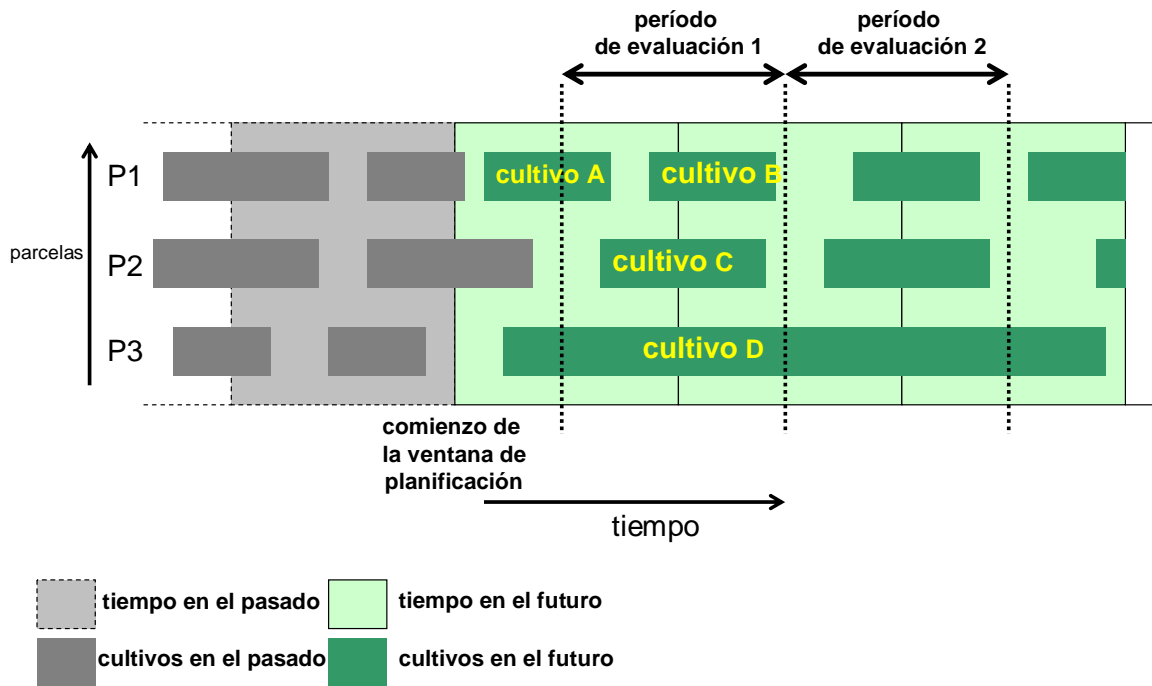 período
de evaluación 1
período
de evaluación 2
P1
cultivo A
cultivo B
parcelas
P2
cultivo C
P3
cultivo D
comienzo de
la ventana de
planificación
tiempo
tiempo en el pasado
tiempo en el futuro
cultivos en el pasado
cultivos en el futuro